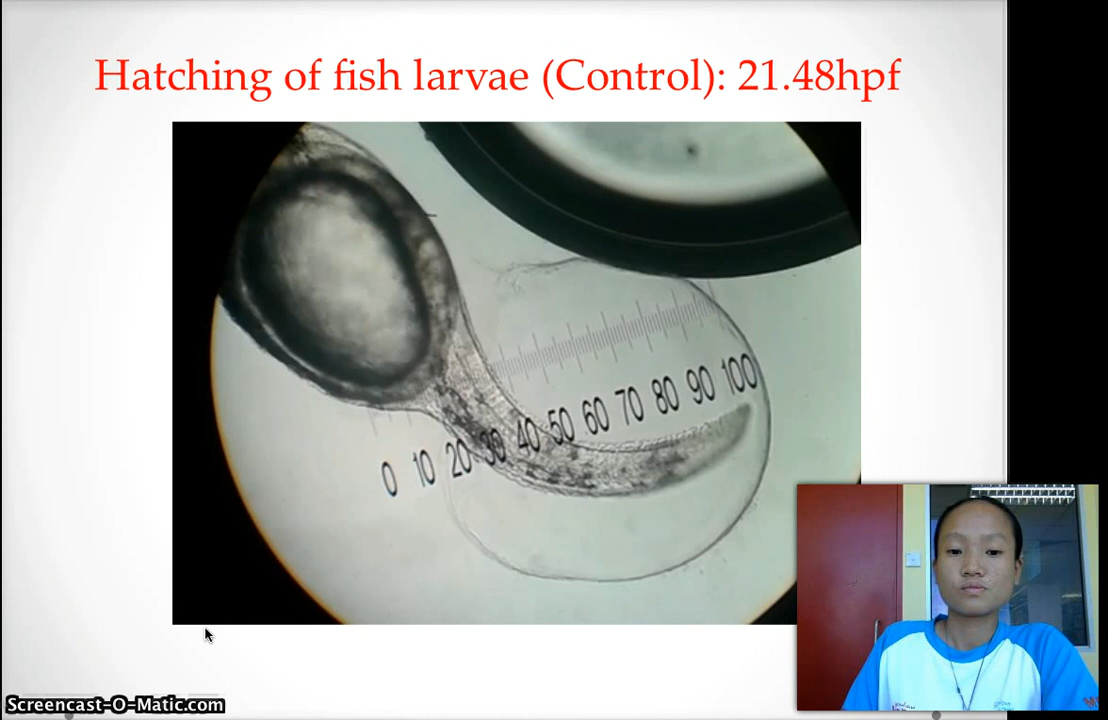 Hatching of fish larvae (Control): 21.48hpf
0 10 20 30 40 50 60 70 80 90 100
Screencast-O-Matic.com